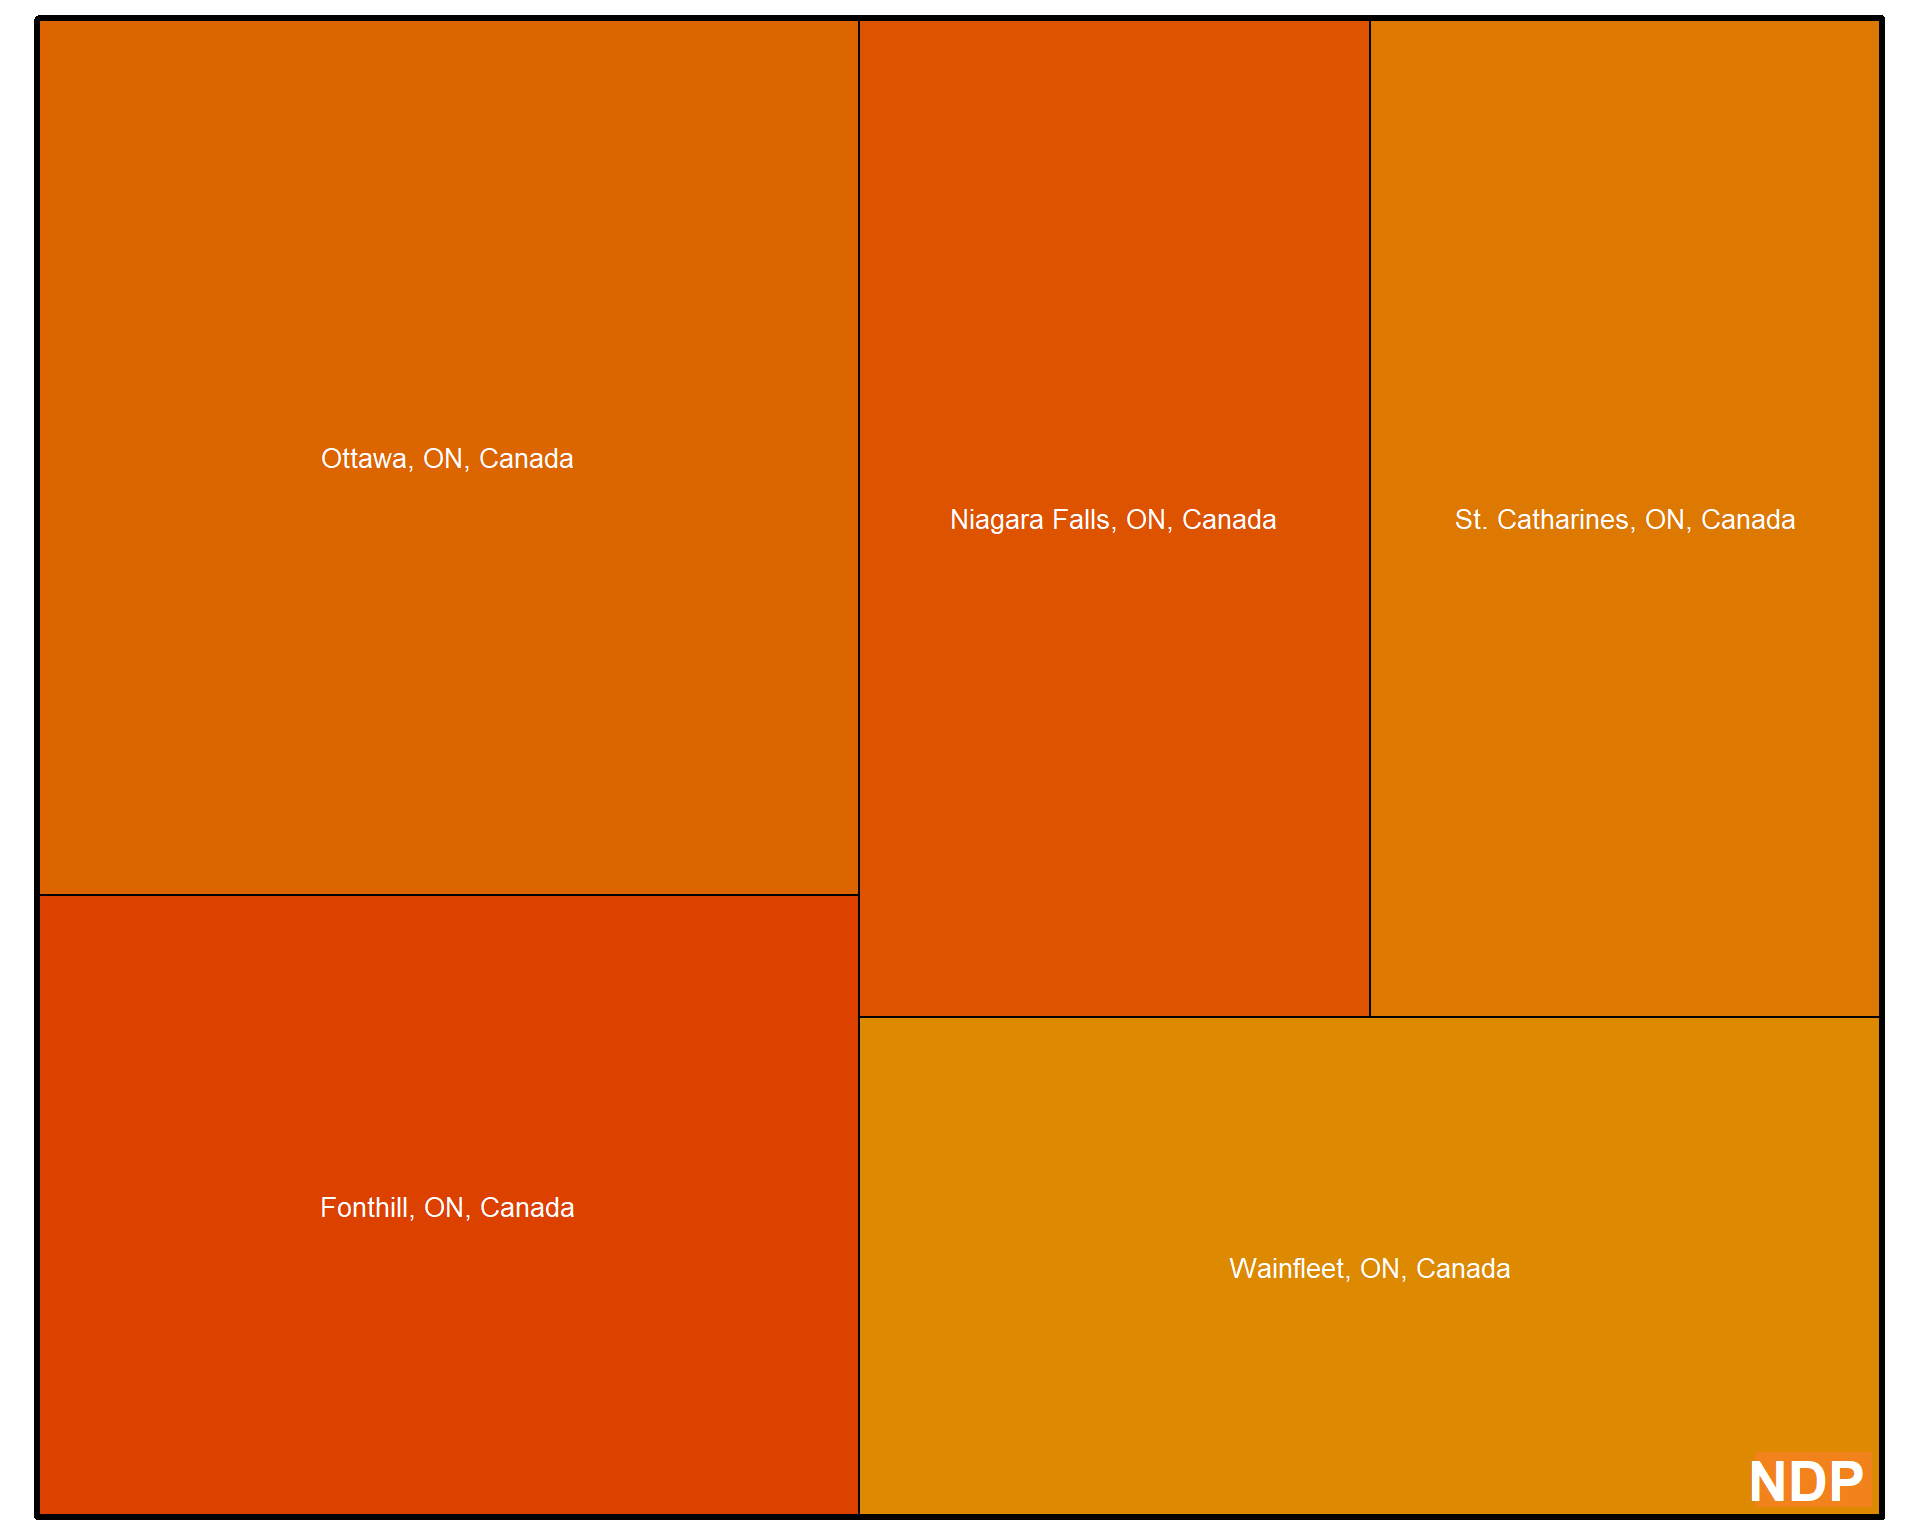 Ottawa, ON, Canada
Niagara Falls, ON, Canada
St. Catharines, ON, Canada
Fonthill, ON, Canada
Wainfleet, ON, Canada
NDP